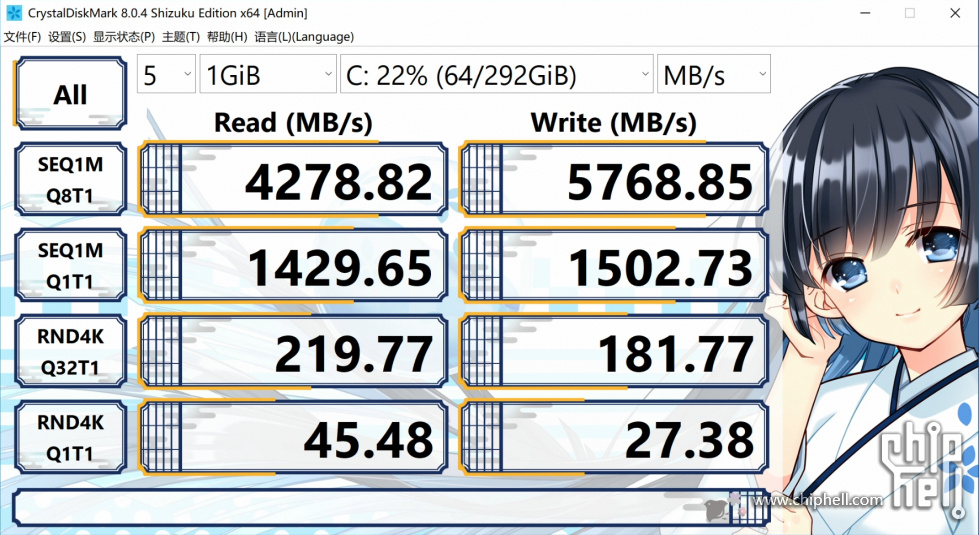 CrystalDiskMark 8.0.4 Shizuku Edition x64 [Admin]
文件(F) 设置(S) 显示状态(P) 主题(T) 帮助(H) 语言(L)(Language)
All 5 1GiB C: 22% (64/292GiB) MB/s
Read (MB/s) Write (MB/s)
SEQ1M
Q8T1 4278.82 5768.85
SEQ1M
Q1T1 1429.65 1502.73
RND4K
Q32T1 219.77 181.77
RND4K
Q1T1 45.48 27.38
www.chiphell.com
chip
hell